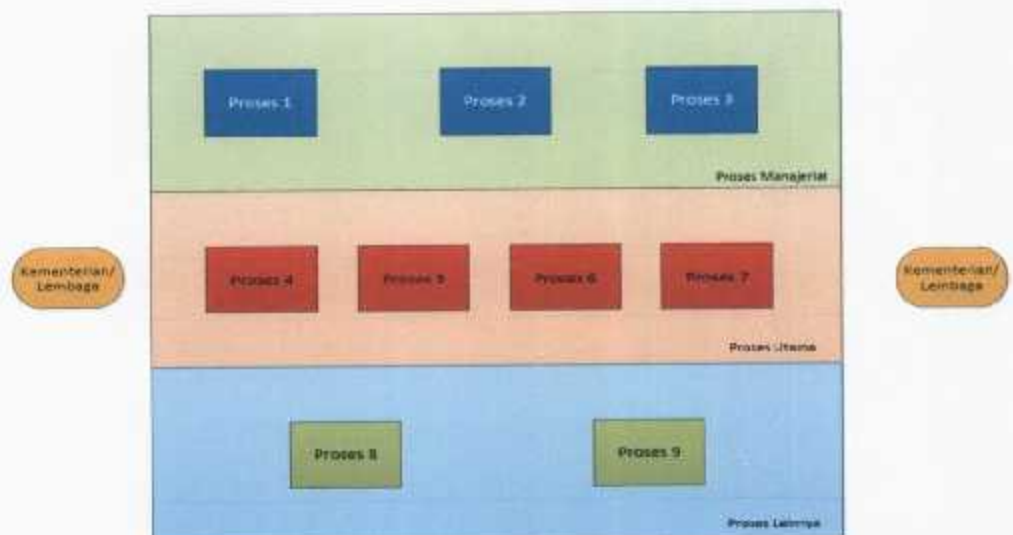 Proses 1
Proses 2
Proses 3
Proses Manajerial
Kementerian/
Lembaga
Proses 4
Proses 5
Proses 6
Proses 7
Kementerian/
Lembaga
Proses Utama
Proses 8
Proses 9
Proses Lainnya